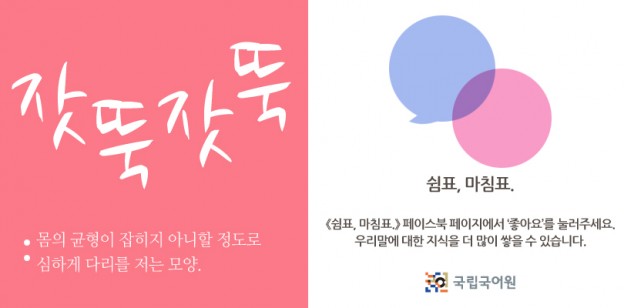 잣뚝잣뚝
몸의 균형이 잡히지 아니할 정도로
심하게 다리를 저는 모양.
쉼표, 마침표.
《쉼표, 마침표.》 페이스북 페이지에서 '좋아요'를 눌러주세요.
우리말에 대한 지식을 더 많이 쌓을 수 있습니다.
국립국어원